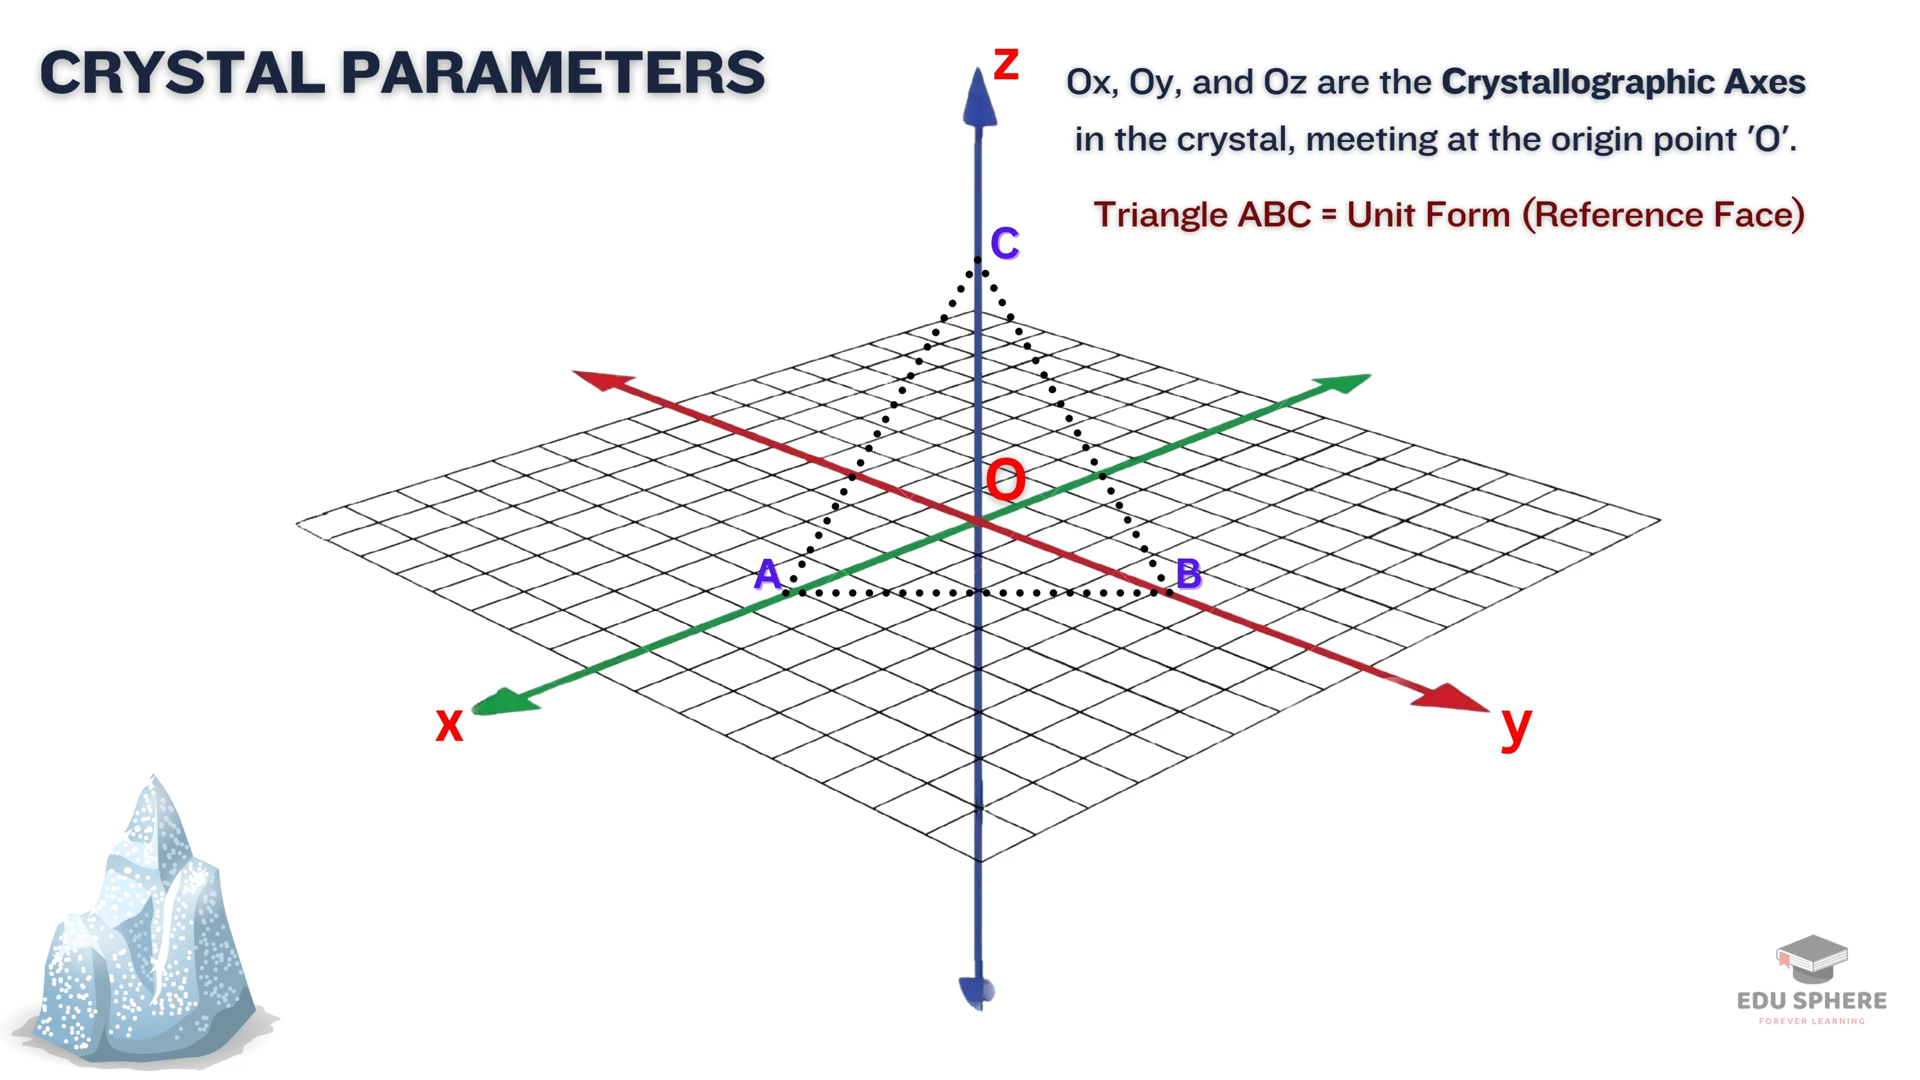 CRYSTAL PARAMETERS
z
Ox, Oy, and Oz are the Crystallographic Axes
in the crystal, meeting at the origin point 'O'.
Triangle ABC = Unit Form (Reference Face)
C
O
A
B
x
y
EDU SPHERE
FOREVER LEARNING